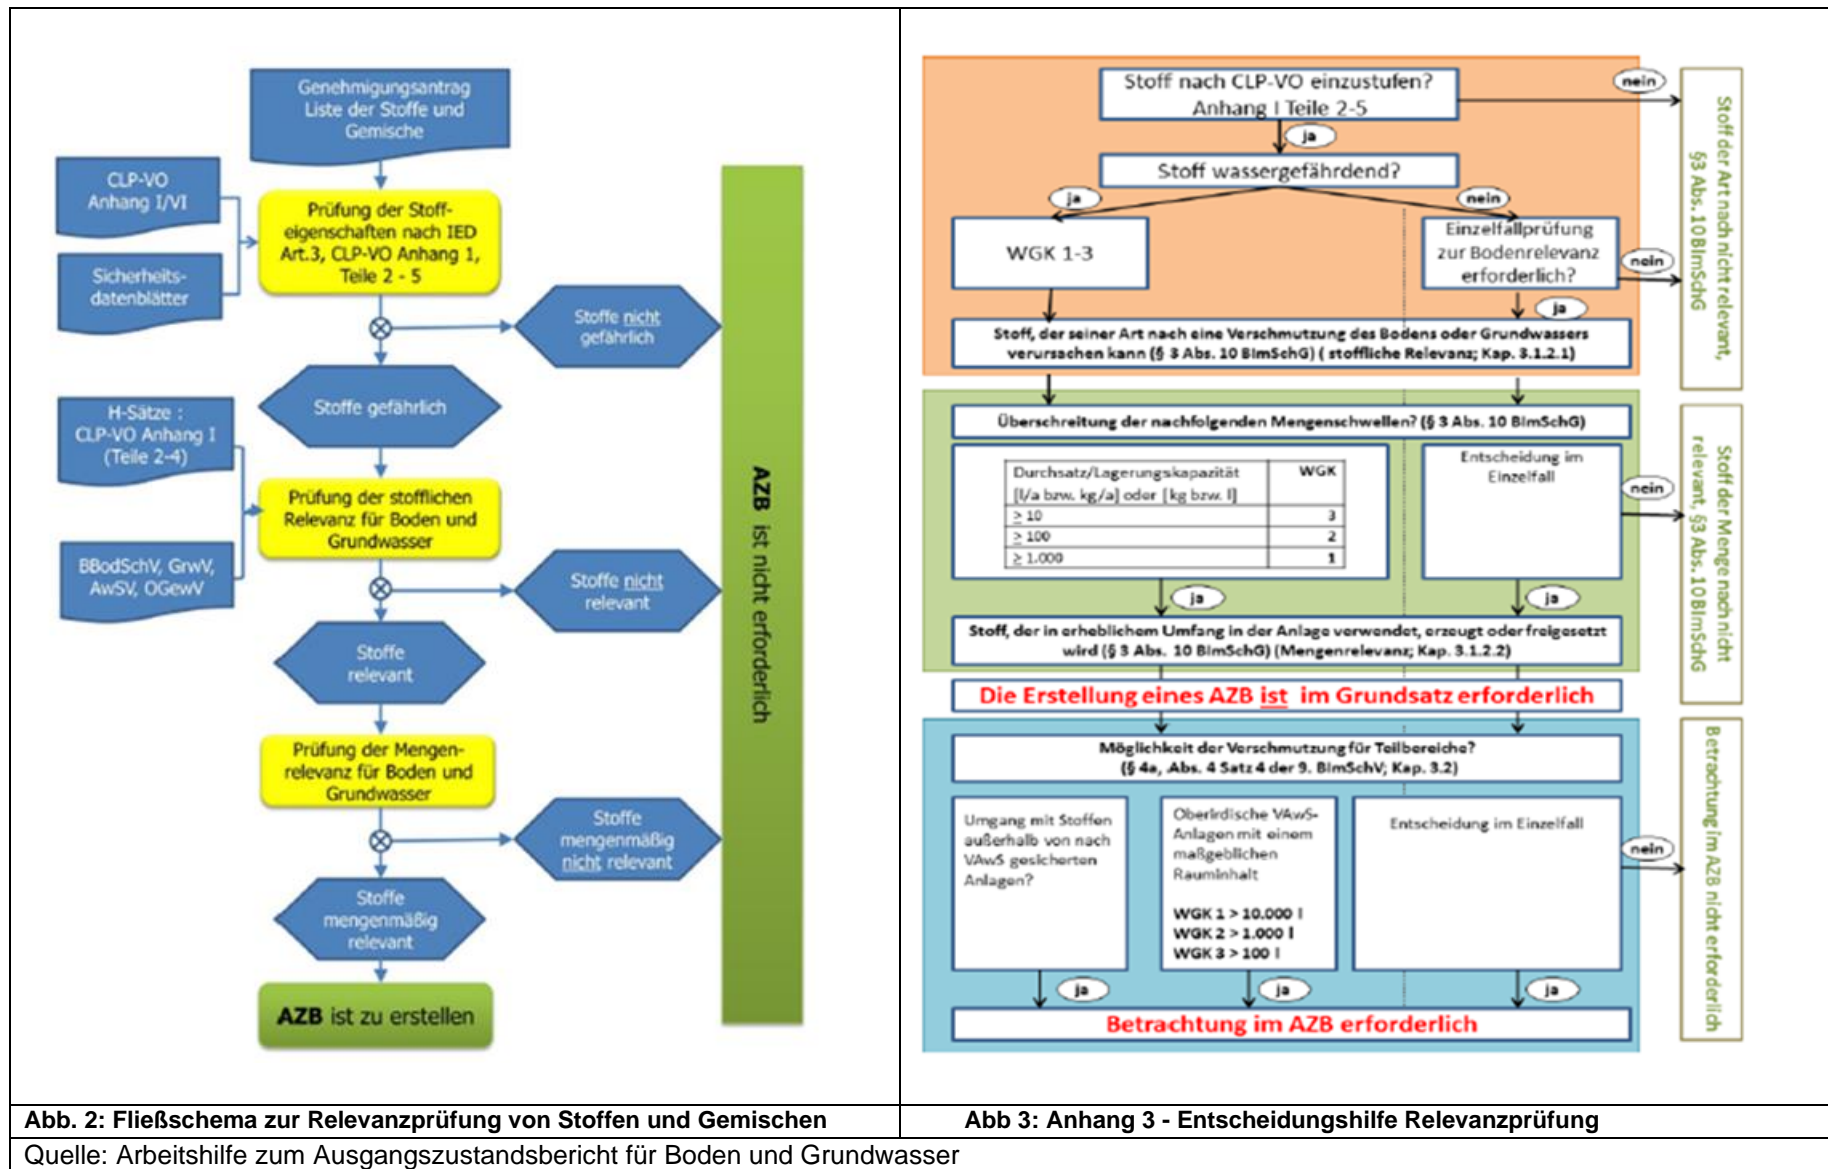 Genehmigungsantrag
Liste der Stoffe und
Gemische
CLP-VO
Anhang I/VI
Sicherheits-
datenblätter
Prüfung der Stoff-
eigenschaften nach IED
Art.3, CLP-VO Anhang 1,
Teile 2 - 5
Stoffe nicht
gefährlich
Stoffe gefährlich
H-Sätze :
CLP-VO Anhang I
(Teile 2-4)
BBodSchV, GrwV,
AwSV, OGewV
Prüfung der stofflichen
Relevanz für Boden und
Grundwasser
Stoffe nicht
relevant
Stoffe
relevant
Prüfung der Mengen-
relevanz für Boden und
Grundwasser
Stoffe
mengenmäßig
nicht relevant
Stoffe
mengenmäßig
relevant
AZB ist zu erstellen
AZB ist nicht erforderlich
Stoff nach CLP-VO einzustufen?
Anhang I Teile 2-5
nein
ja
Stoff wassergefährdend?
ja
nein
WGK 1-3
Einzelfallprüfung
zur Bodenrelevanz
erforderlich?
nein
ja
Stoff, der seiner Art nach eine Verschmutzung des Bodens oder Grundwassers
verursachen kann (§ 3 Abs. 10 BImSchG) ( stoffliche Relevanz; Kap. 3.1.2.1)
Stoff der Art nach nicht relevant,
§3 Abs. 10 BImSchG
Überschreitung der nachfolgenden Mengenschwellen? (§ 3 Abs. 10 BImSchG)
Durchsatz/Lagerungskapazität WGK
[l/a bzw. kg/a] oder [kg bzw. l]
≥ 10 3
≥ 100 2
≥ 1.000 1
Entscheidung im
Einzelfall
nein
ja
ja
Stoff, der in erheblichem Umfang in der Anlage verwendet, erzeugt oder freigesetzt
wird (§ 3 Abs. 10 BImSchG) (Mengenrelevanz; Kap. 3.1.2.2)
Stoff der Menge nach nicht
relevant, §3 Abs. 10 BImSchG
Die Erstellung eines AZB ist im Grundsatz erforderlich
Möglichkeit der Verschmutzung für Teilbereiche?
(§ 4a, Abs. 4 Satz 4 der 9. BImSchV; Kap. 3.2)
Umgang mit Stoffen
außerhalb von nach
VAwS gesicherten
Anlagen?
Oberirdische VAwS-
Anlagen mit einem
maßgeblichen
Rauminhalt
WGK 1 > 10.000 l
WGK 2 > 1.000 l
WGK 3 > 100 l
Entscheidung im Einzelfall
nein
ja
ja
ja
Betrachtung im AZB erforderlich
Betrachtung im AZB nicht erforderlich
Abb. 2: Fließschema zur Relevanzprüfung von Stoffen und Gemischen
Abb 3: Anhang 3 - Entscheidungshilfe Relevanzprüfung
Quelle: Arbeitshilfe zum Ausgangszustandsbericht für Boden und Grundwasser